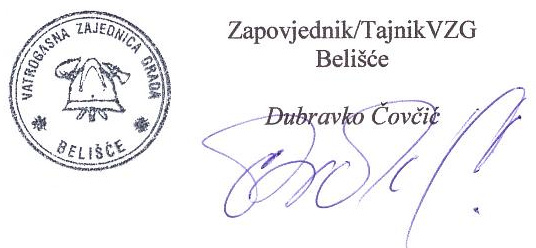 VATROGASNA ZAJEDNICA GRADA
BELIŠĆE
Zapovjednik/TajnikVZG
Belišće
Dubravko Čovčić